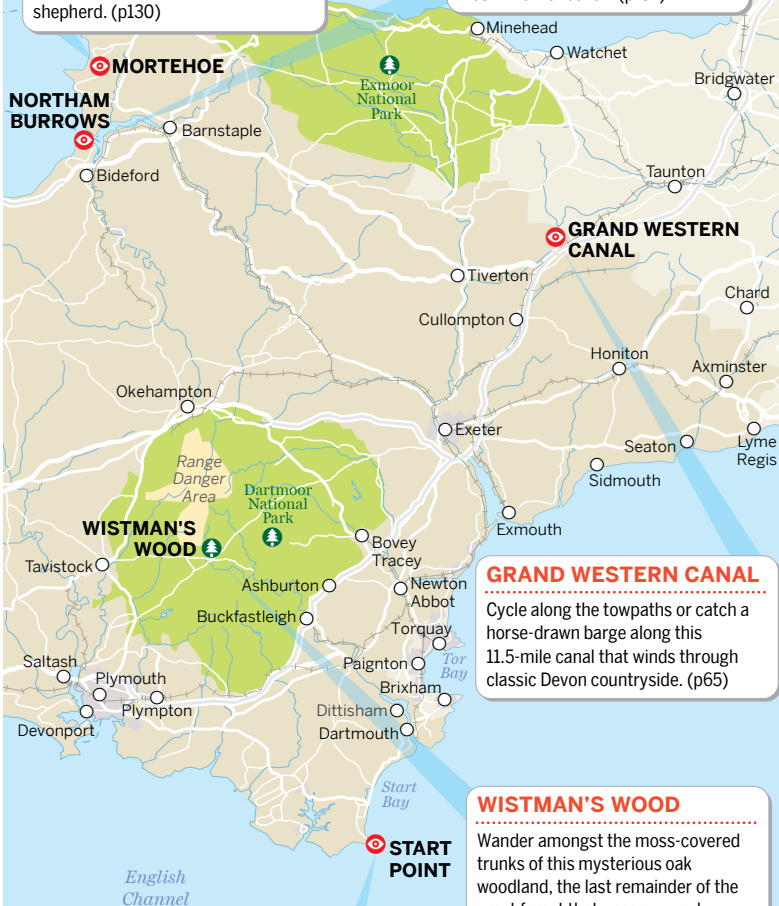 shepherd. (p130)
Minehead
Watchet
MORTEHOE
Exmoor
National
Park
Bridgwater
NORTHAM
BURROWS
Barnstaple
Bideford
Taunton
GRAND WESTERN
CANAL
Tiverton
Chard
Cullompton
Honiton
Axminster
Okehampton
Exeter
Seaton
Lyme
Regis
Sidmouth
Range
Danger
Area
Dartmoor
National
Park
Exmouth
WISTMAN'S
WOOD
Bovey
Tracey
Tavistock
Ashburton
Newton
Abbot
Buckfastleigh
Torquay
GRAND WESTERN CANAL
Cycle along the towpaths or catch a
horse-drawn barge along this
11.5-mile canal that winds through
classic Devon countryside. (p65)
Saltash
Paignton
Tor
Bay
Plymouth
Brixham
Plympton
Dittisham
Devonport
Dartmouth
Start
Bay
START
POINT
English
Channel
WISTMAN'S WOOD
Wander amongst the moss-covered
trunks of this mysterious oak
woodland, the last remainder of the